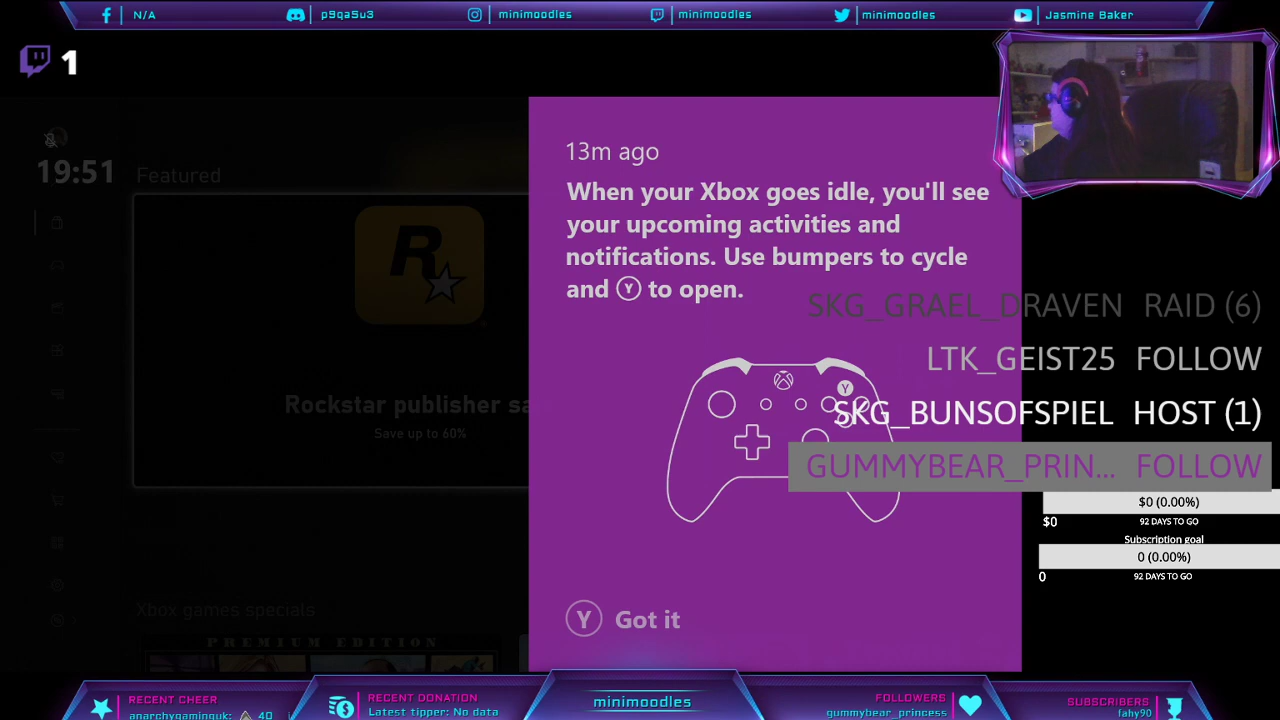 N/A
p9qa5u3
minimoodles
minimoodles
minimoodles
Jasmine Baker
1
19:51
Featured
R
Rockstar publisher sa
Save up to 60%
13m ago
When your Xbox goes idle, you'll see
your upcoming activities and
notifications. Use bumpers to cycle
and Y to open.
Y
SKG_GRAEL_DRAVEN RAID (6)
LTK_GEIST25 FOLLOW
SKG_BUNSOFSPIEL HOST (1)
GUMMYBEAR_PRIN... FOLLOW
$0 (0.00%)
$0 92 DAYS TO GO
Subscription goal
0 (0.00%)
0 92 DAYS TO GO
Y Got it
Xbox games specials
PREMIUM EDITION
RECENT CHEER
anarchygaminguk: 40
RECENT DONATION
Latest tipper: No data
minimoodles
FOLLOWERS
gummybear_princess
SUBSCRIBERS
fahy90